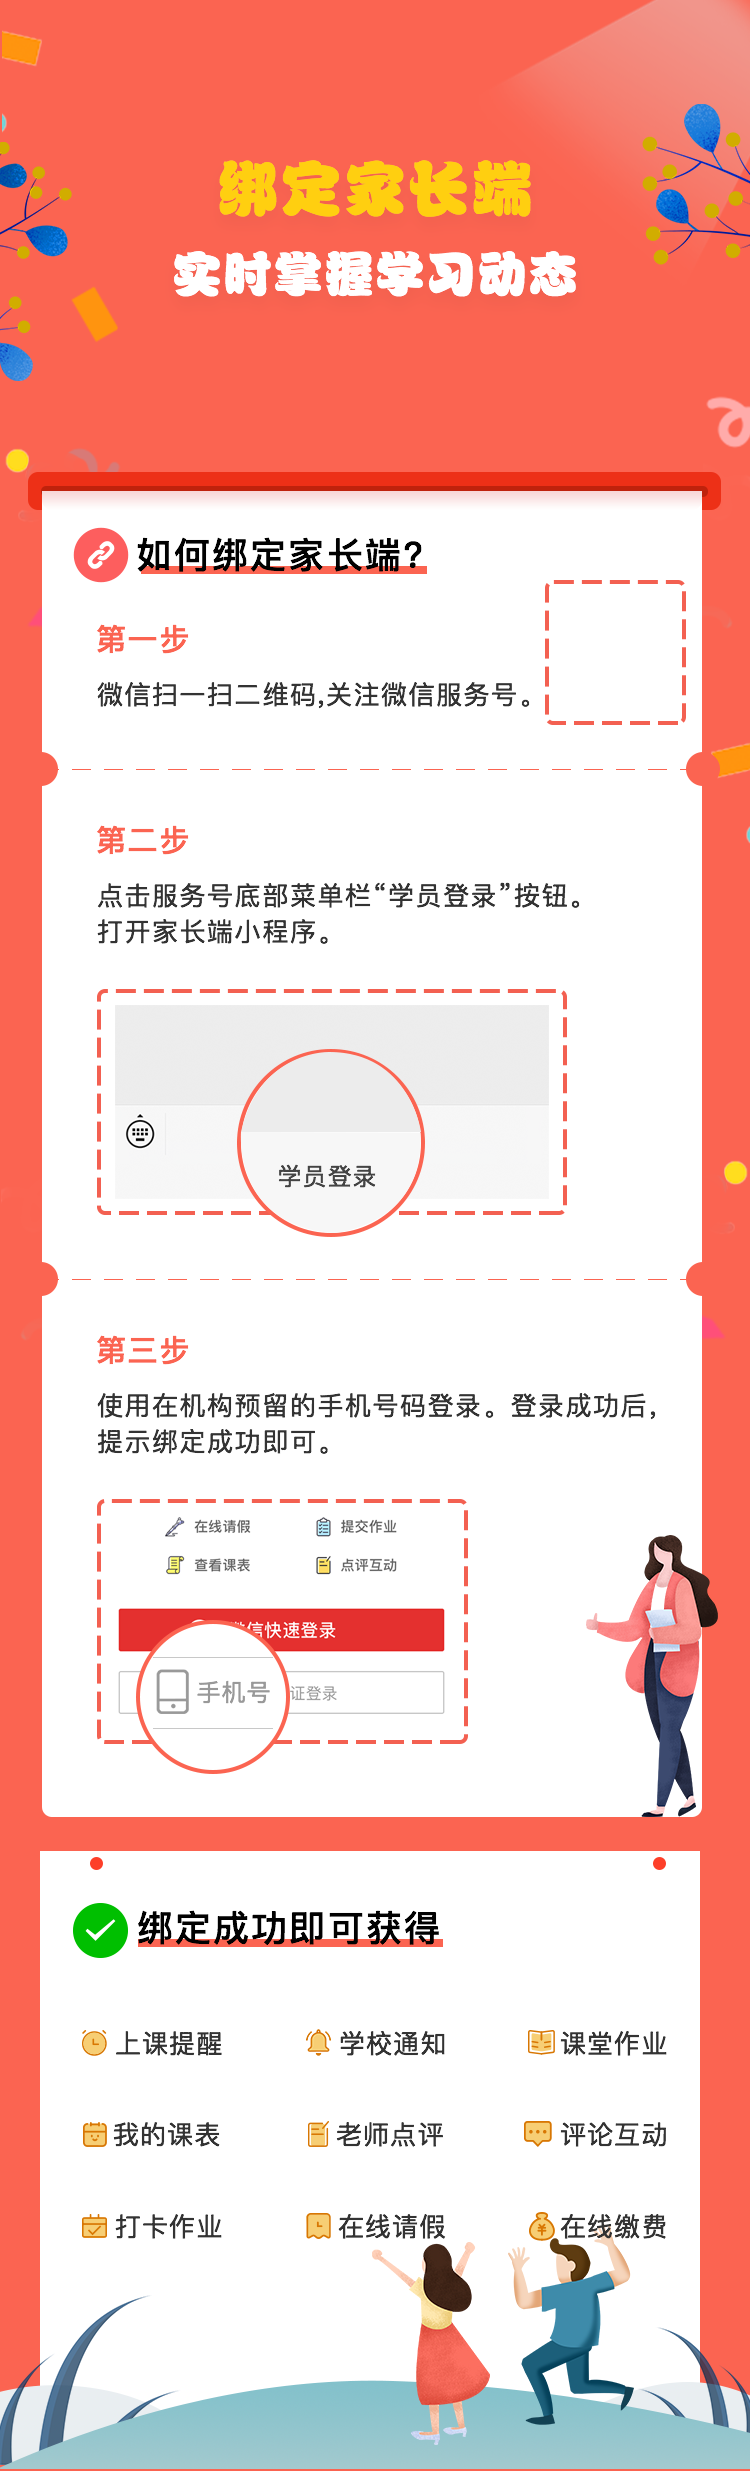 绑定家长端
实时掌握学习动态
如何绑定家长端?
第一步
微信扫一扫二维码,关注微信服务号。
第二步
点击服务号底部菜单栏“学员登录”按钮。
打开家长端小程序。
学员登录
第三步
使用在机构预留的手机号码登录。登录成功后,
提示绑定成功即可。
在线请假 提交作业
查看课表 点评互动
信快速登录
手机号 证登录
绑定成功即可获得
上课提醒 学校通知 课堂作业
我的课表 老师点评 评论互动
打卡作业 在线请假 在线缴费